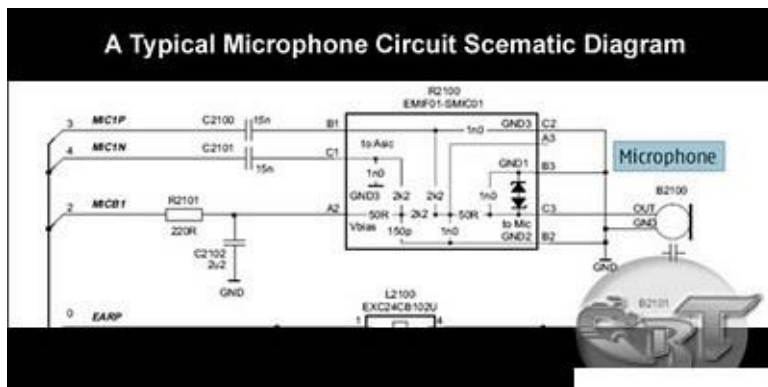 A Typical Microphone Circuit Scematic Diagram
R2100
EMIF01-SMIC01
3 MIC1P C2100 15n B1 1n0 GND3 C2
A3
4 MIC1N C2101 15n C1 to Asic GND1 B3
Microphone
1n0
GND3 2k2 2k2 1n0
B2100
2 MICB1 R2101 220R A2 50R 2k2 50R C3 OUT
Vbias 150p 1n0 to Mic GND
GND2 B2
C2102
2u2
GND
GND
L2100
EXC24CB102U
B2101
0 EARP 1 4
SRT